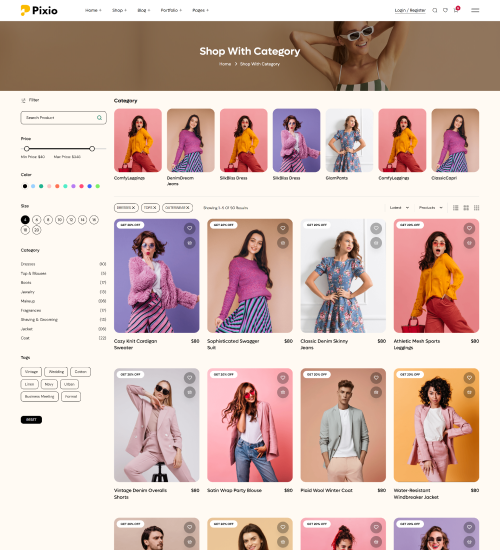 Pixio
Home
Shop
Blog
Portfolio
Pages
Login / Register
Shop With Category
Home > Shop With Category
Filter
Search Product
Price
Min Price: $40
Max Price: $340
Color
Size
4 6 8 10 12 14 16
18 20
Category
Dresses (10)
Top & Blouses (5)
Boots (17)
Jewelry (13)
Makeup (06)
Fragrances (17)
Shaving & Grooming (13)
Jacket (06)
Coat (22)
Tags
Vintage
Wedding
Cotton
Linen
Navy
Urban
Business Meeting
Formal
RESET
Category
ComfyLeggings
DenimDream
Jeans
SilkBliss Dress
SilkBliss Dress
GlamPants
ComfyLeggings
ClassicCapri
DRESSES X
TOPS X
OUTERWEAR X
Showing 1–5 Of 50 Results
Latest
Products
GET 20% OFF
Cozy Knit Cardigan
Sweater
$80
GET 20% OFF
Sophisticated Swagger
Suit
$80
GET 20% OFF
Classic Denim Skinny
Jeans
$80
GET 20% OFF
Athletic Mesh Sports
Leggings
$80
GET 20% OFF
Vintage Denim Overalls
Shorts
$80
GET 20% OFF
Satin Wrap Party Blouse
$80
GET 20% OFF
Plaid Wool Winter Coat
$80
GET 20% OFF
Water-Resistant
Windbreaker Jacket
$80
GET 20% OFF
GET 20% OFF
GET 20% OFF
GET 20% OFF